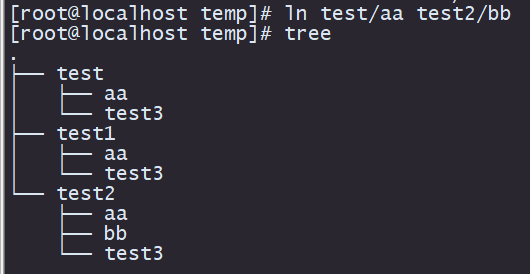 [root@localhost temp]# ln test/aa test2/bb
[root@localhost temp]# tree
.
├── test
│   ├── aa
│   └── test3
├── test1
│   ├── aa
│   └── test3
└── test2
    ├── aa
    ├── bb
    └── test3